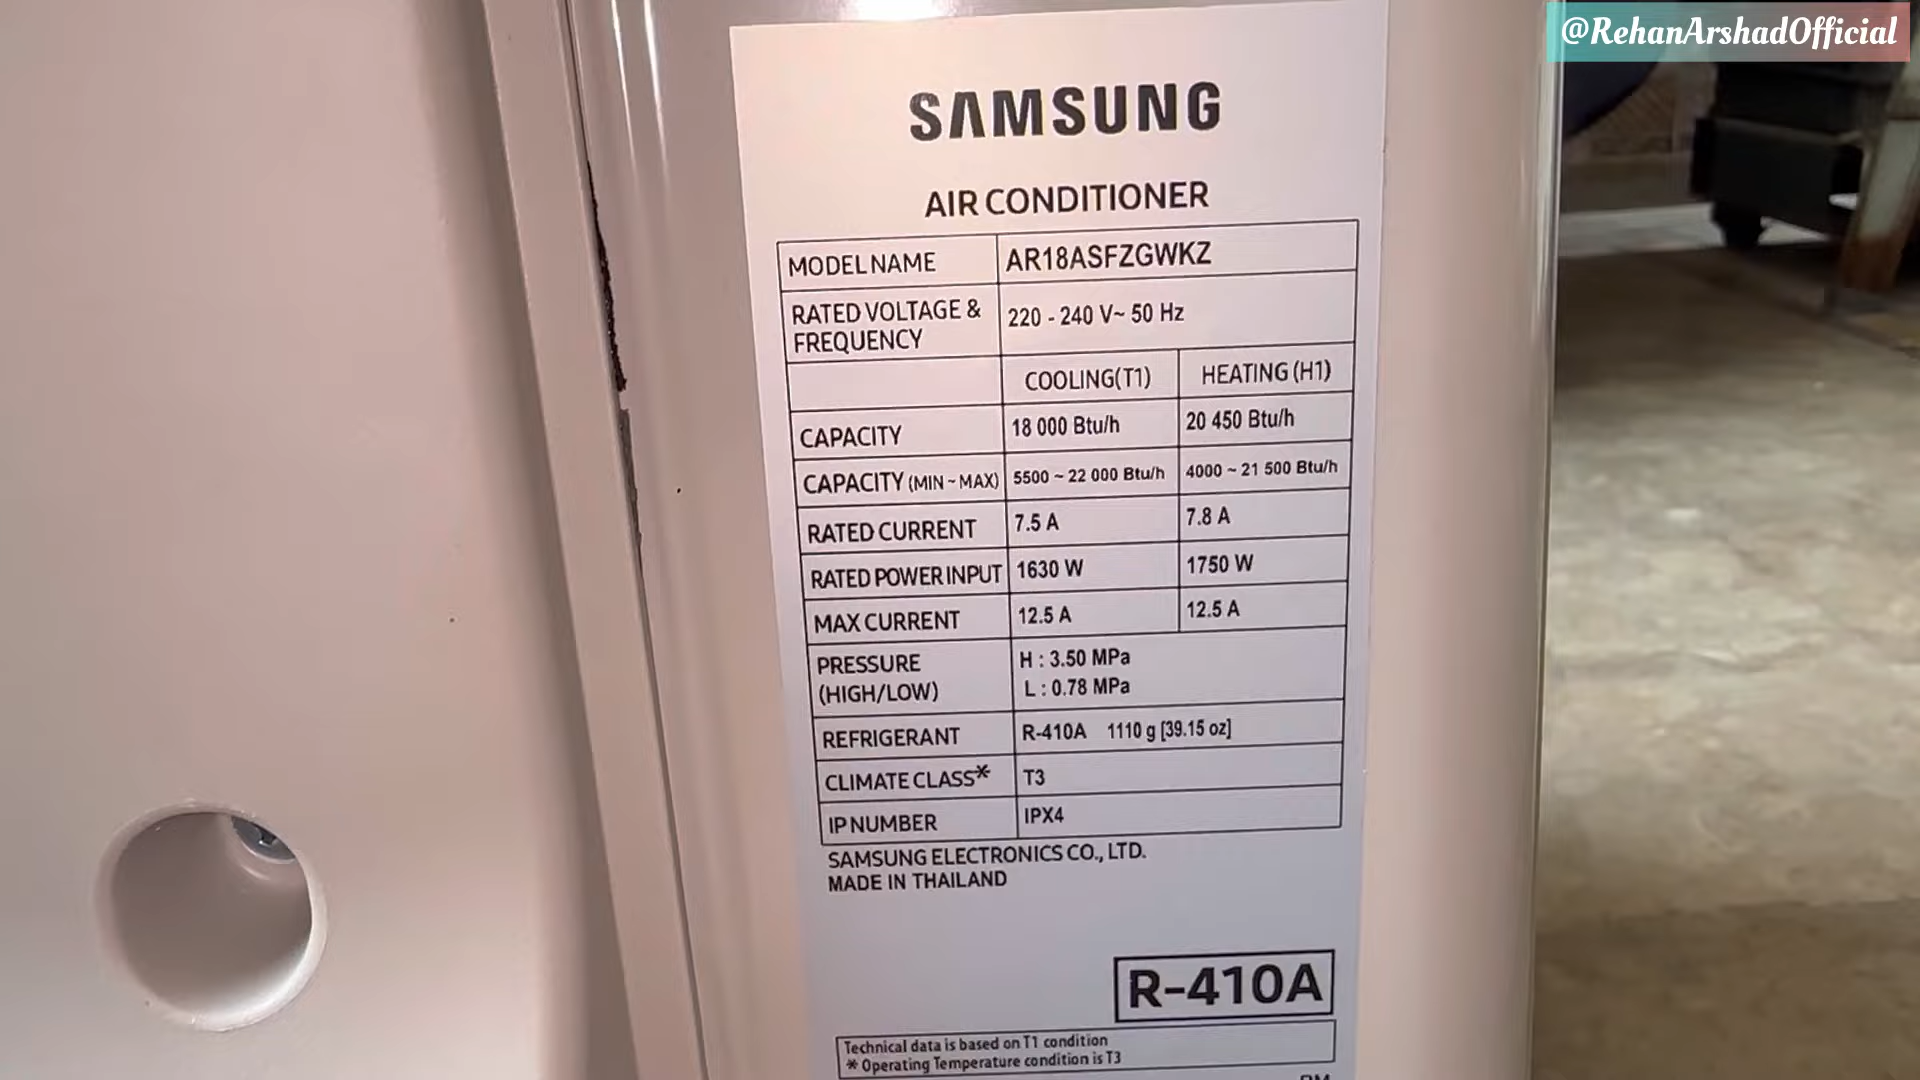 @RehanArshadOfficial
SAMSUNG
AIR CONDITIONER
MODEL NAME AR18ASFZGWKZ
RATED VOLTAGE & FREQUENCY 220 - 240 V~ 50 Hz
COOLING(T1) HEATING (H1)
CAPACITY 18 000 Btu/h 20 450 Btu/h
CAPACITY (MIN ~ MAX) 5500 ~ 22 000 Btu/h 4000 ~ 21 500 Btu/h
RATED CURRENT 7.5 A 7.8 A
RATED POWER INPUT 1630 W 1750 W
MAX CURRENT 12.5 A 12.5 A
PRESSURE (HIGH/LOW) H : 3.50 MPa
L : 0.78 MPa
REFRIGERANT R-410A 1110 g [39.15 oz]
CLIMATE CLASS* T3
IP NUMBER IPX4
SAMSUNG ELECTRONICS CO., LTD.
MADE IN THAILAND
R-410A
Technical data is based on T1 condition
* Operating Temperature condition is T3